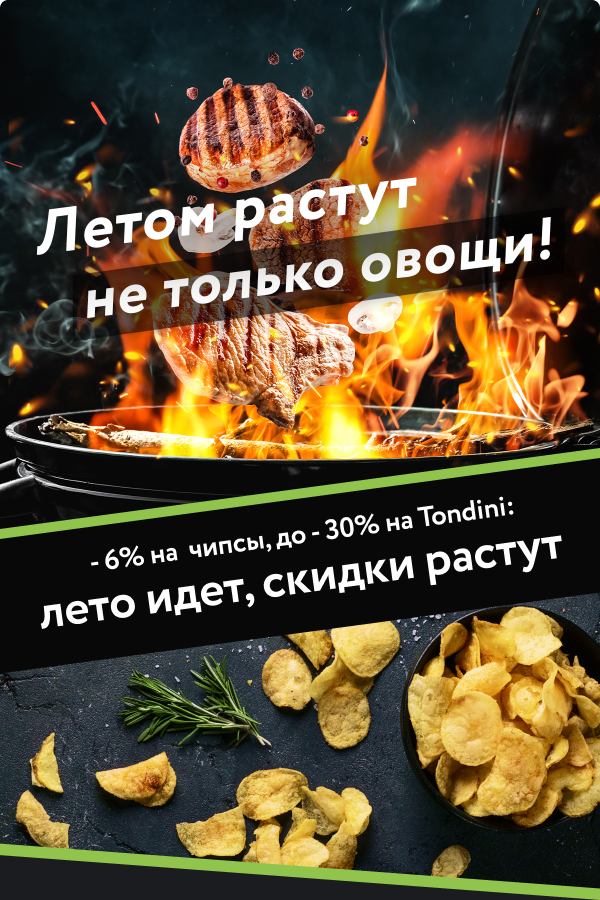 Летом растут
не только овощи!
- 6% на чипсы, до - 30% на Tondini:
лето идет, скидки растут